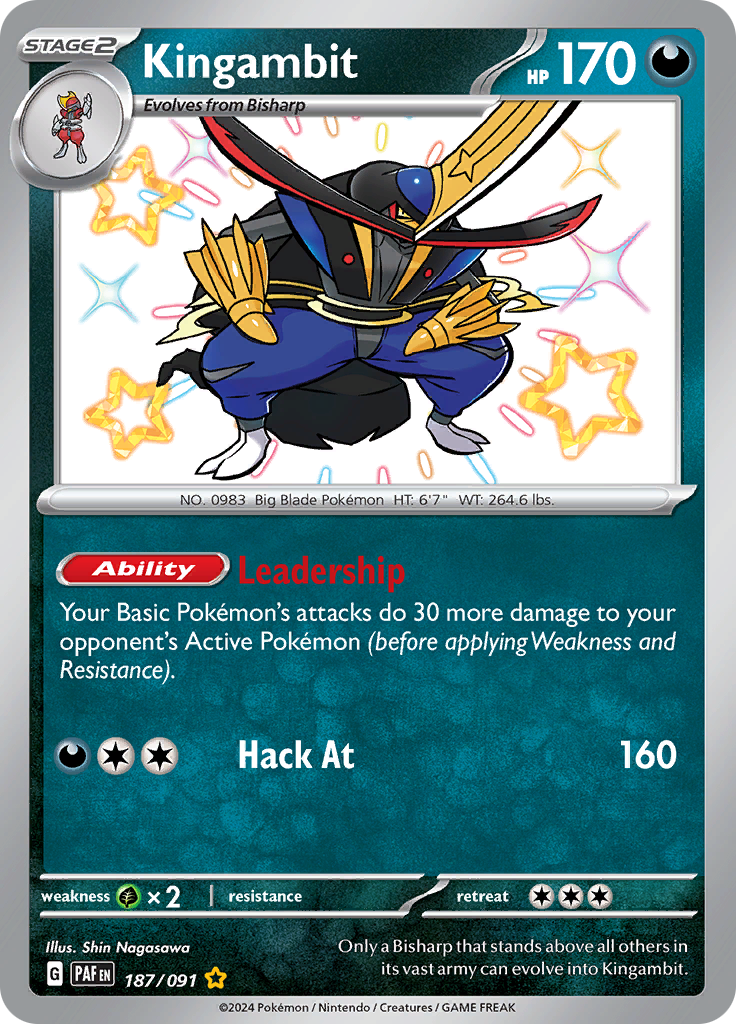 STAGE2
Kingambit
HP 170
Evolves from Bisharp
NO. 0983 Big Blade Pokémon HT: 6'7" WT: 264.6 lbs.
Ability Leadership
Your Basic Pokémon's attacks do 30 more damage to your
opponent's Active Pokémon (before applying Weakness and
Resistance).
Hack At 160
weakness ×2 resistance retreat
Illus. Shin Nagasawa
Only a Bisharp that stands above all others in
its vast army can evolve into Kingambit.
G PAF EN 187/091
©2024 Pokémon / Nintendo / Creatures / GAME FREAK